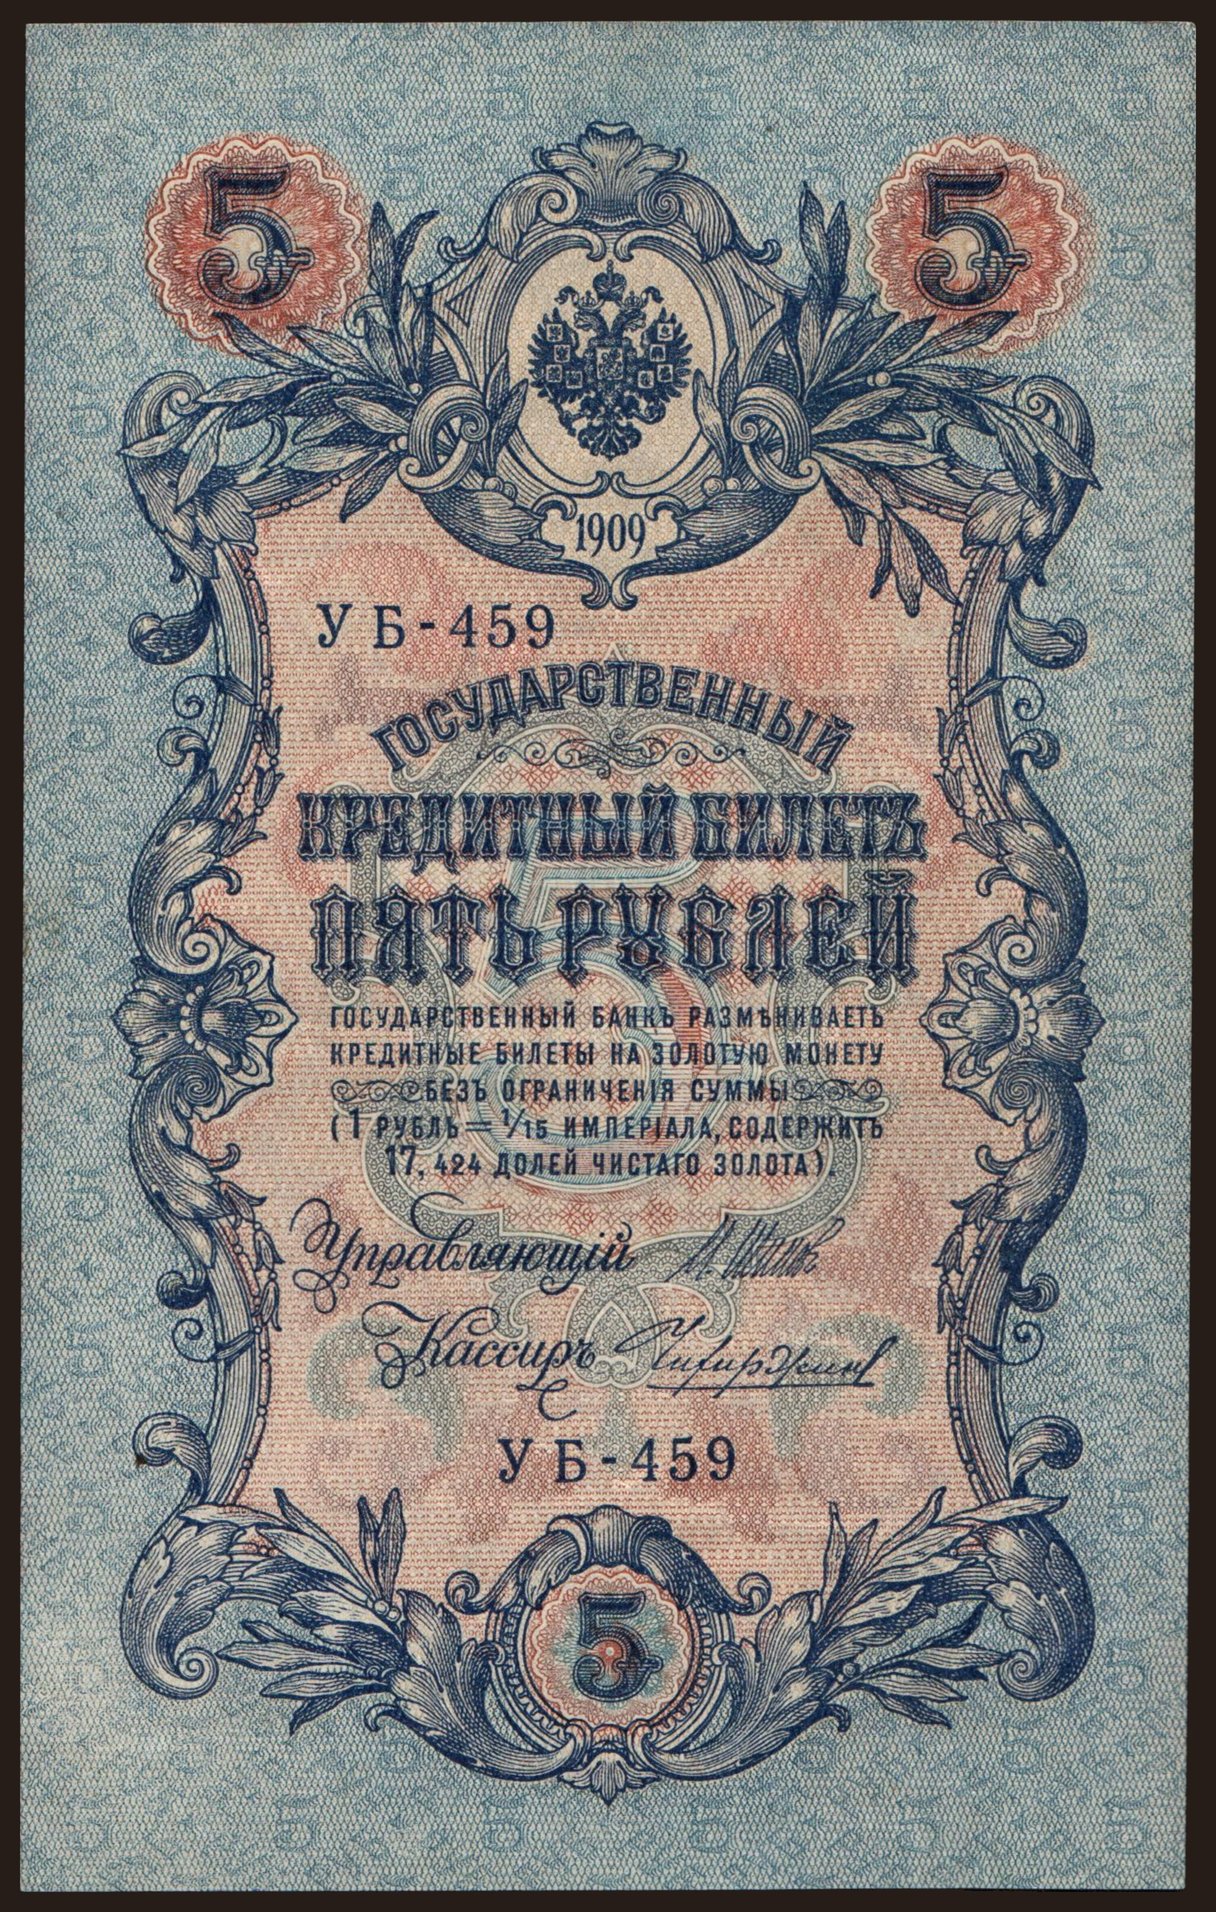 5 5
1909
УБ-459
ГОСУДАРСТВЕННЫЙ
КРЕДИТНЫЙ БИЛЕТЪ
ПЯТЬ РУБЛЕЙ
ГОСУДАРСТВЕННЫЙ БАНКЪ РАЗМѢНИВАЕТЪ
КРЕДИТНЫЕ БИЛЕТЫ НА ЗОЛОТУЮ МОНЕТУ
БЕЗЪ ОГРАНИЧЕНІЯ СУММЫ
(1 РУБЛЬ = 1/15 ИМПЕРІАЛА, СОДЕРЖИТЪ
17,424 ДОЛЕЙ ЧИСТАГО ЗОЛОТА).
Управляющій
Кассиръ
УБ-459
5